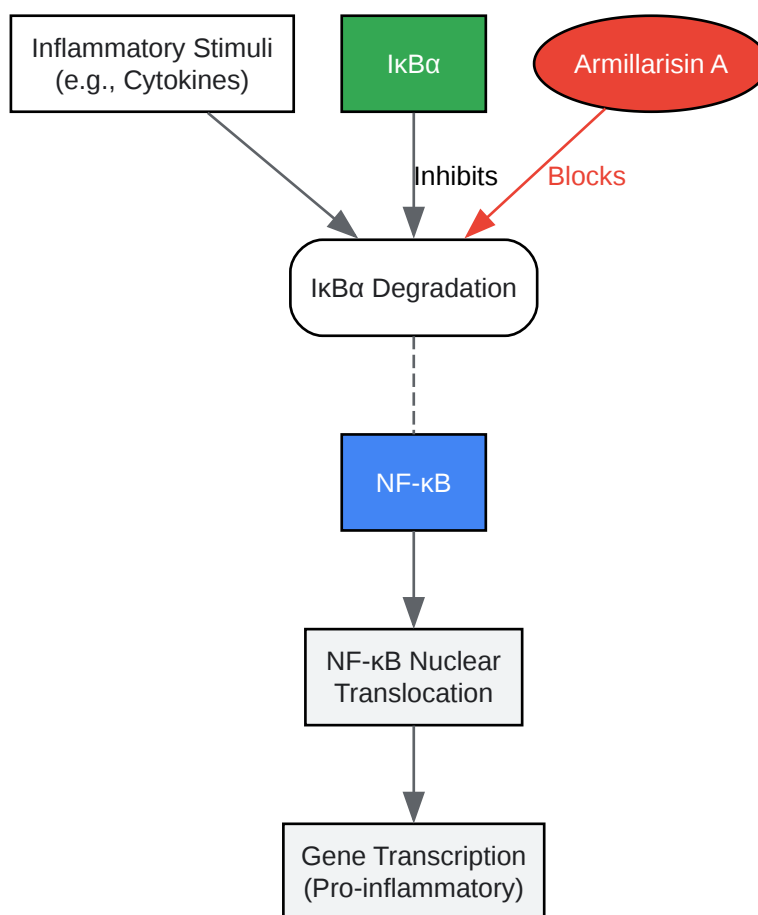 Inflammatory Stimuli
(e.g., Cytokines)
IκBα
Armillarisin A
Inhibits
Blocks
IκBα Degradation
NF-κB
NF-κB Nuclear
Translocation
Gene Transcription
(Pro-inflammatory)